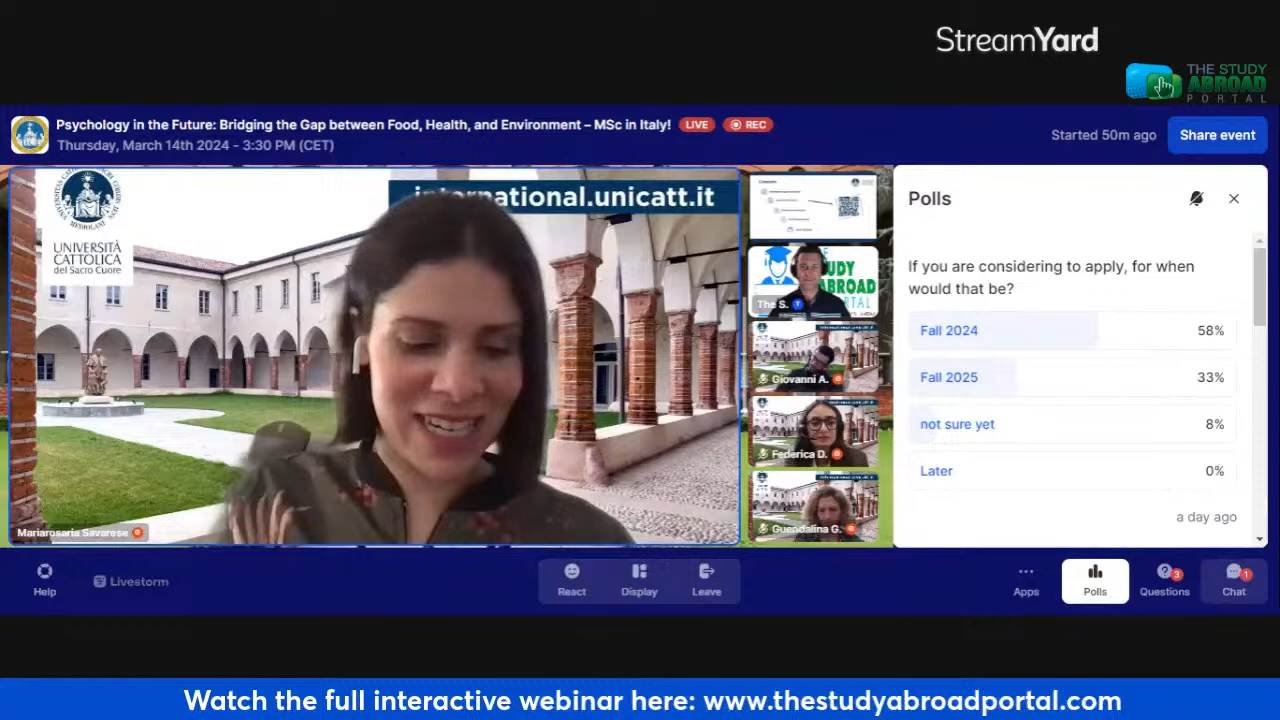 StreamYard
THE STUDY
ABROAD
PORTAL
Psychology in the Future: Bridging the Gap between Food, Health, and Environment – MSc in Italy!
LIVE
REC
Thursday, March 14th 2024 - 3:30 PM (CET)
Started 50m ago
Share event
international.unicatt.it
UNIVERSITÀ
CATTOLICA
del Sacro Cuore
Mariarosaria Savarese
The S.
Giovanni A.
Federica D.
Guendalina G.
Polls
If you are considering to apply, for when
would that be?
Fall 2024 58%
Fall 2025 33%
not sure yet 8%
Later 0%
a day ago
Help
Livestorm
React
Display
Leave
Apps
Polls
Questions
3
Chat
1
Watch the full interactive webinar here: www.thestudyabroadportal.com